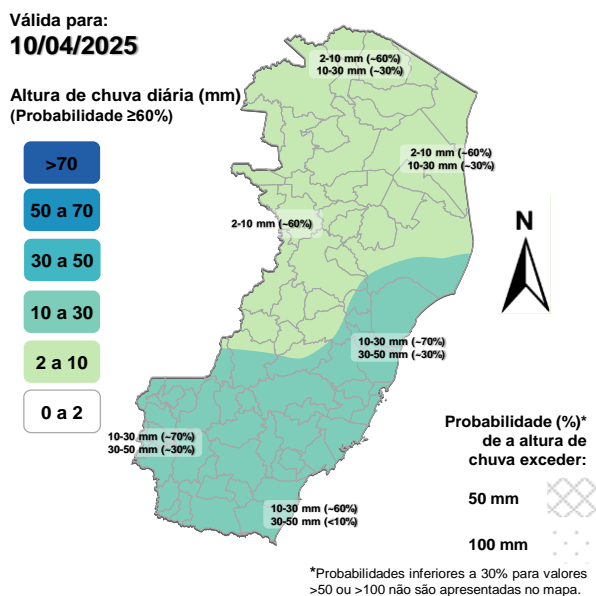 Válida para:
10/04/2025
Altura de chuva diária (mm)
(Probabilidade ≥60%)
>70
50 a 70
30 a 50
10 a 30
2 a 10
0 a 2
2-10 mm (~60%)
10-30 mm (~30%)
2-10 mm (~60%)
10-30 mm (~30%)
2-10 mm (~60%)
10-30 mm (~70%)
30-50 mm (~30%)
10-30 mm (~70%)
30-50 mm (~30%)
10-30 mm (~60%)
30-50 mm (<10%)
N
Probabilidade (%)*
de a altura de
chuva exceder:
50 mm
100 mm
*Probabilidades inferiores a 30% para valores
>50 ou >100 não são apresentadas no mapa.